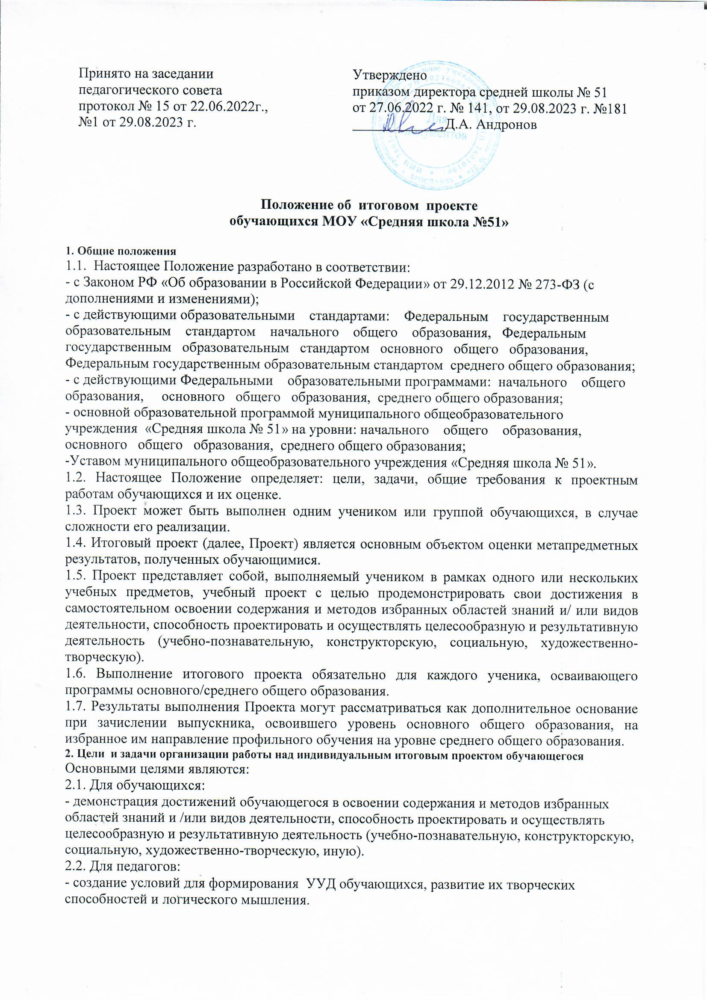 Принято на заседании
педагогического совета
протокол № 15 от 22.06.2022г.,
№1 от 29.08.2023 г.
Утверждено
приказом директора средней школы № 51
от 27.06.2022 г. № 141, от 29.08.2023 г. №181
_____________Д.А. Андронов
Для
документов
ЯРОСЛАВЛЬ
Положение об итоговом проекте
обучающихся МОУ «Средняя школа №51»
1. Общие положения
1.1. Настоящее Положение разработано в соответствии:
- с Законом РФ «Об образовании в Российской Федерации» от 29.12.2012 № 273-ФЗ (с
дополнениями и изменениями);
- с действующими образовательными стандартами: Федеральным государственным
образовательным стандартом начального общего образования, Федеральным
государственным образовательным стандартом основного общего образования,
Федеральным государственным образовательным стандартом среднего общего образования;
- с действующими Федеральными образовательными программами: начального общего
образования, основного общего образования, среднего общего образования;
- основной образовательной программой муниципального общеобразовательного
учреждения «Средняя школа № 51» на уровни: начального общего образования,
основного общего образования, среднего общего образования;
-Уставом муниципального общеобразовательного учреждения «Средняя школа № 51».
1.2. Настоящее Положение определяет: цели, задачи, общие требования к проектным
работам обучающихся и их оценке.
1.3. Проект может быть выполнен одним учеником или группой обучающихся, в случае
сложности его реализации.
1.4. Итоговый проект (далее, Проект) является основным объектом оценки метапредметных
результатов, полученных обучающимися.
1.5. Проект представляет собой, выполняемый учеником в рамках одного или нескольких
учебных предметов, учебный проект с целью продемонстрировать свои достижения в
самостоятельном освоении содержания и методов избранных областей знаний и/ или видов
деятельности, способность проектировать и осуществлять целесообразную и результативную
деятельность (учебно-познавательную, конструкторскую, социальную, художественно-
творческую).
1.6. Выполнение итогового проекта обязательно для каждого ученика, осваивающего
программы основного/среднего общего образования.
1.7. Результаты выполнения Проекта могут рассматриваться как дополнительное основание
при зачислении выпускника, освоившего уровень основного общего образования, на
избранное им направление профильного обучения на уровне среднего общего образования.
2. Цели и задачи организации работы над индивидуальным итоговым проектом обучающегося
Основными целями являются:
2.1. Для обучающихся:
- демонстрация достижений обучающегося в освоении содержания и методов избранных
областей знаний и /или видов деятельности, способность проектировать и осуществлять
целесообразную и результативную деятельность (учебно-познавательную, конструкторскую,
социальную, художественно-творческую, иную).
2.2. Для педагогов:
- создание условий для формирования УУД обучающихся, развитие их творческих
способностей и логического мышления.